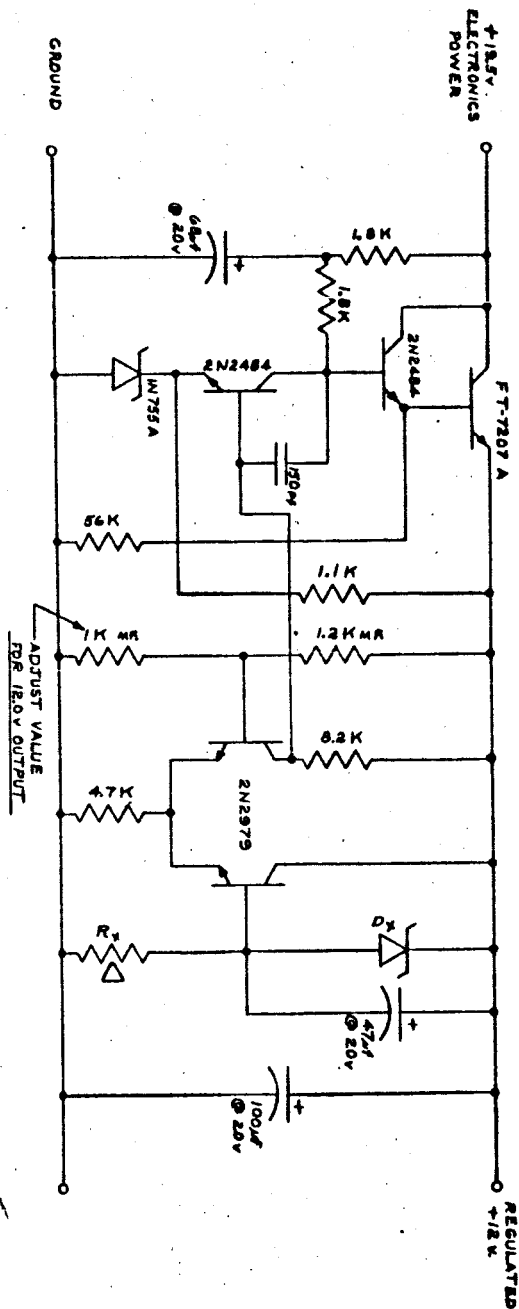 +18.5V.
ELECTRONICS
POWER
GROUND
1.8K
1.8K
@ 20V
2N2484
2N2484
FT-7207 A
1N755A
150Pf
56K
1.1K
1K MR
1.2K MR
ADJUST VALUE
FOR 12.0V OUTPUT
8.2K
4.7K
2N2979
Rx
Dx
47μf
@ 20V
100μf
@ 20V
REGULATED
+12 V.